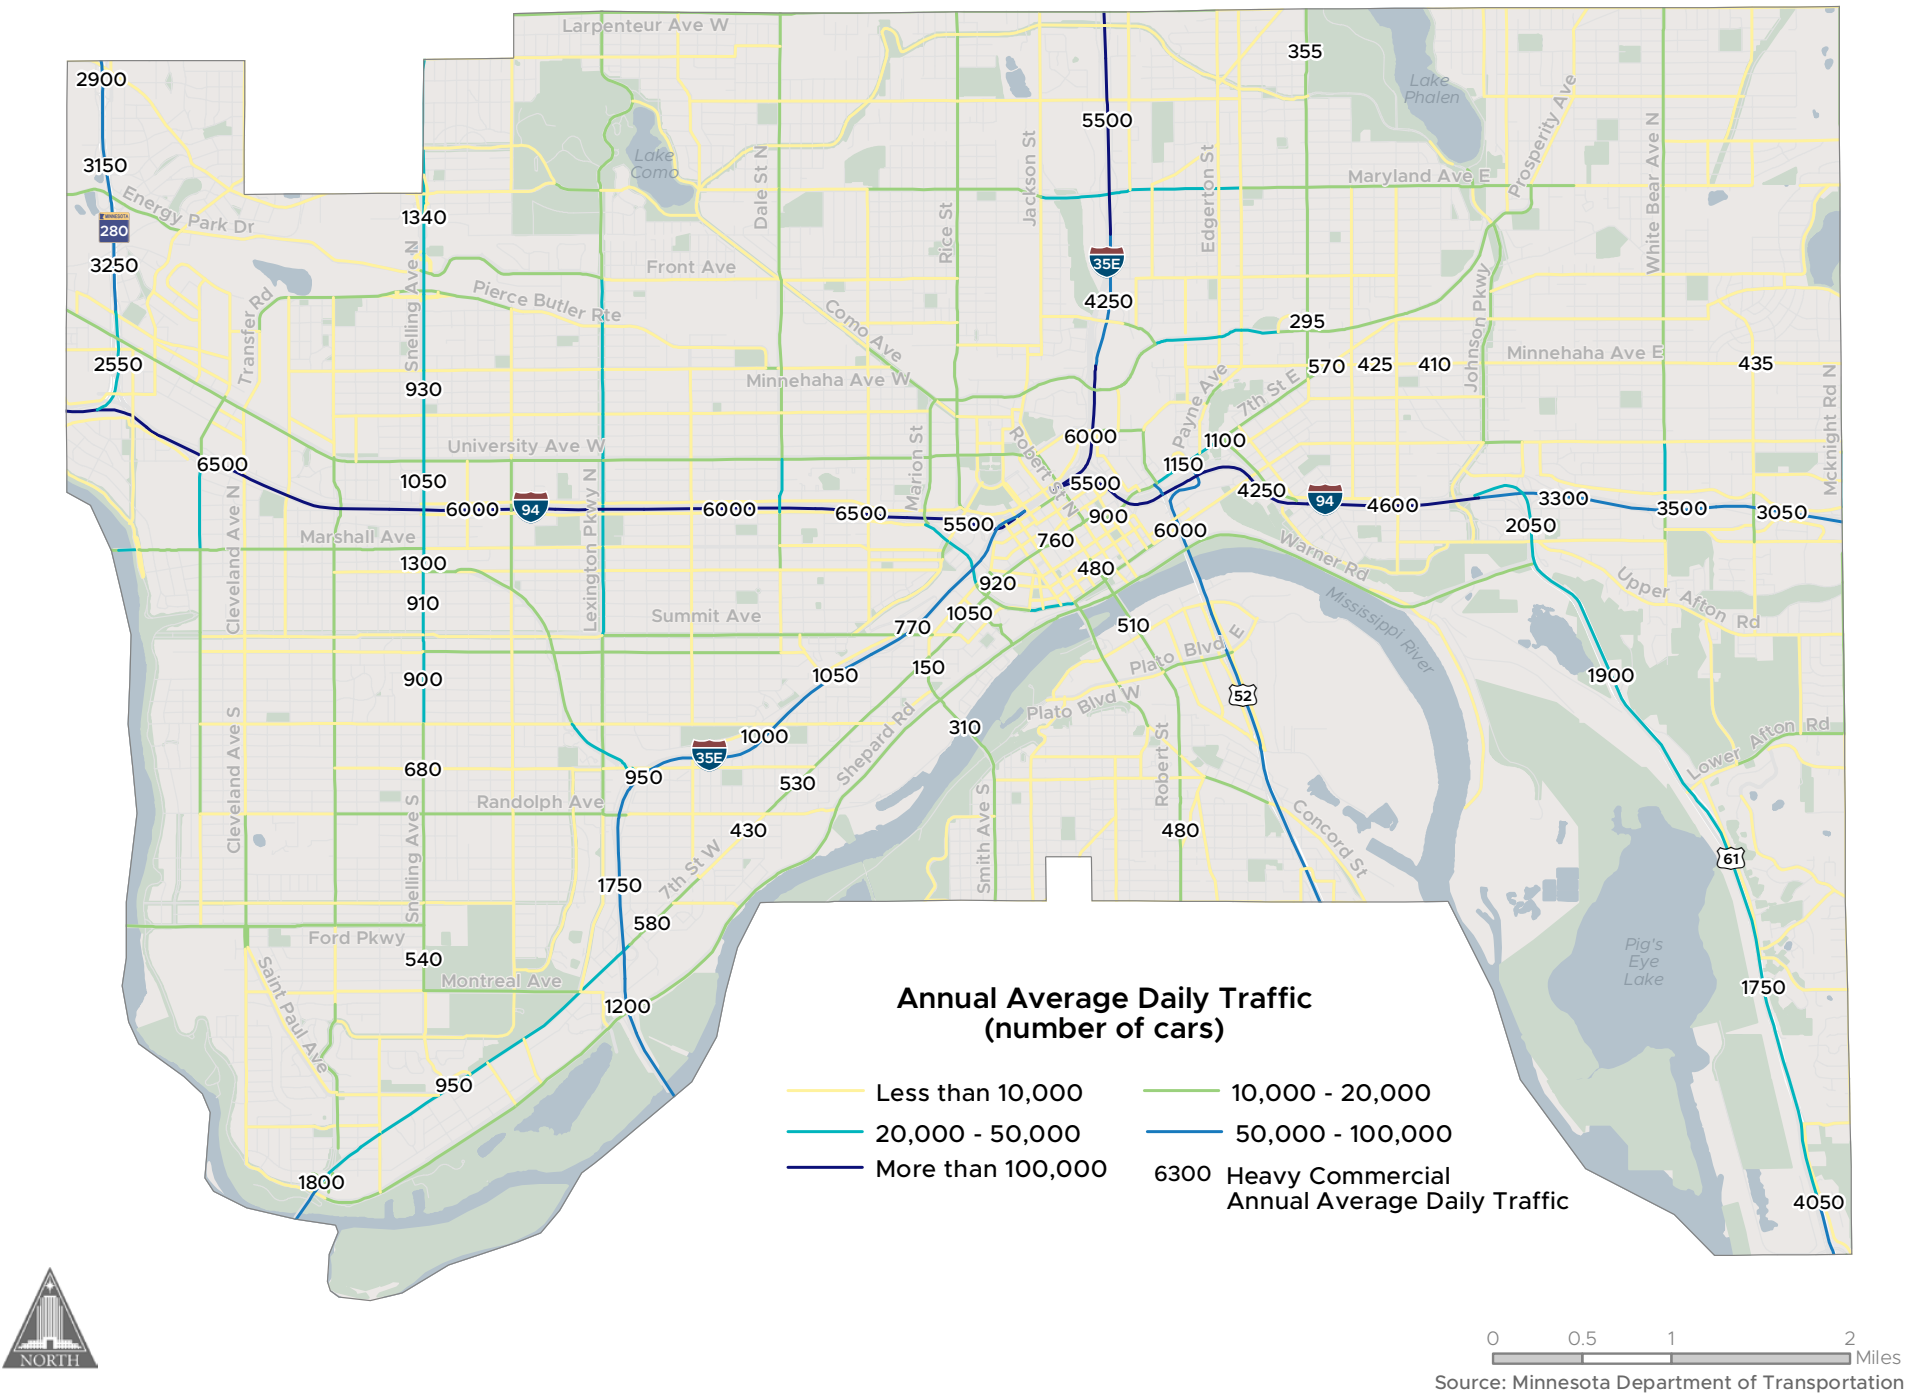 Larpenteur Ave W
355
2900
Lake
Phalen
5500
Prosperity Ave
White Bear Ave N
Jackson St
Edgerton St
Dale St N
Lake
Como
3150
Maryland Ave E
Energy Park Dr
MINNESOTA
280
1340
Rice St
3250
Front Ave
35E
Snelling Ave N
Pierce Butler Rte
4250
Transfer Rd
Como Ave
295
Johnson Pkwy
Minnehaha Ave E
2550
570
425
410
435
Minnehaha Ave W
930
Payne Ave
7th St E
Mcknight Rd N
University Ave W
Marion St
Robert St N
6000
1100
6500
1150
1050
5500
4250
6000
94
6000
6500
5500
900
94
4600
3300
3500
3050
Cleveland Ave N
Lexington Pkwy N
2050
6000
Marshall Ave
760
Warner Rd
1300
480
920
Upper Afton Rd
910
Summit Ave
1050
770
510
Mississippi River
Plato Blvd E
150
900
1050
1900
52
Plato Blvd W
310
Cleveland Ave S
Shepard Rd
Robert St
1000
35E
Lower Afton Rd
680
950
530
Randolph Ave
Snelling Ave S
Smith Ave S
430
480
Concord St
61
7th St W
1750
580
Ford Pkwy
540
Saint Paul Ave
Montreal Ave
Pig's
Eye
Lake
1750
1200
950
1800
4050
Annual Average Daily Traffic
(number of cars)
Less than 10,000
10,000 - 20,000
20,000 - 50,000
50,000 - 100,000
More than 100,000
6300 Heavy Commercial
Annual Average Daily Traffic
NORTH
0 0.5 1 2
Miles
Source: Minnesota Department of Transportation